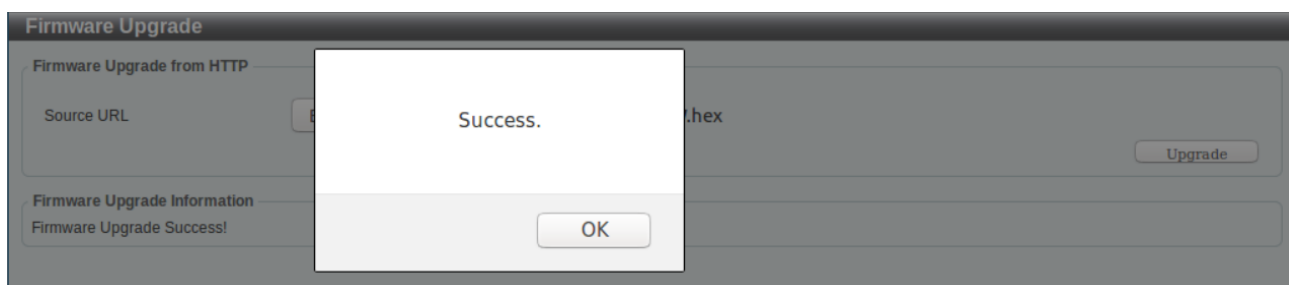 Firmware Upgrade
Firmware Upgrade from HTTP
Source URL
.hex
Success.
Upgrade
Firmware Upgrade Information
Firmware Upgrade Success!
OK